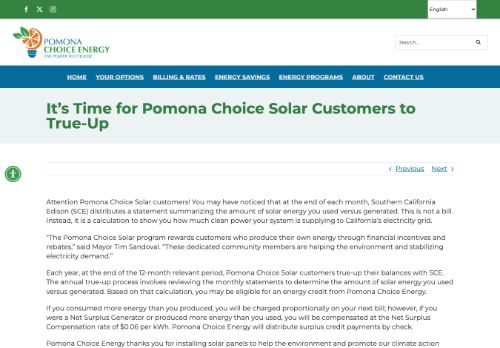 English
POMONA
CHOICE ENERGY
THE POWER TO CHOOSE
Search...
HOME YOUR OPTIONS BILLING & RATES ENERGY SAVINGS ENERGY PROGRAMS ABOUT CONTACT US
It's Time for Pomona Choice Solar Customers to
True-Up
Previous Next
Attention Pomona Choice Solar customers! You may have noticed that at the end of each month, Southern California
Edison (SCE) distributes a statement summarizing the amount of solar energy you used versus generated. This is not a bill.
Instead, it is a calculation to show you how much clean power your system is supplying to California's electricity grid.
“The Pomona Choice Solar program rewards customers who produce their own energy through financial incentives and
rebates,” said Mayor Tim Sandoval. “These dedicated community members are helping the environment and stabilizing
electricity demand.”
Each year, at the end of the 12-month relevant period, Pomona Choice Solar customers true-up their balances with SCE.
The annual true-up process involves reviewing the monthly statements to determine the amount of solar energy you used
versus generated. Based on that calculation, you may be eligible for an energy credit from Pomona Choice Energy.
If you consumed more energy than you produced, you will be charged proportionally on your next bill; however, if you
were a Net Surplus Generator or produced more energy than you used, you will be compensated at the Net Surplus
Compensation rate of $0.06 per kWh. Pomona Choice Energy will distribute surplus credit payments by check.
Pomona Choice Energy thanks you for installing solar panels to help the environment and promote our climate action